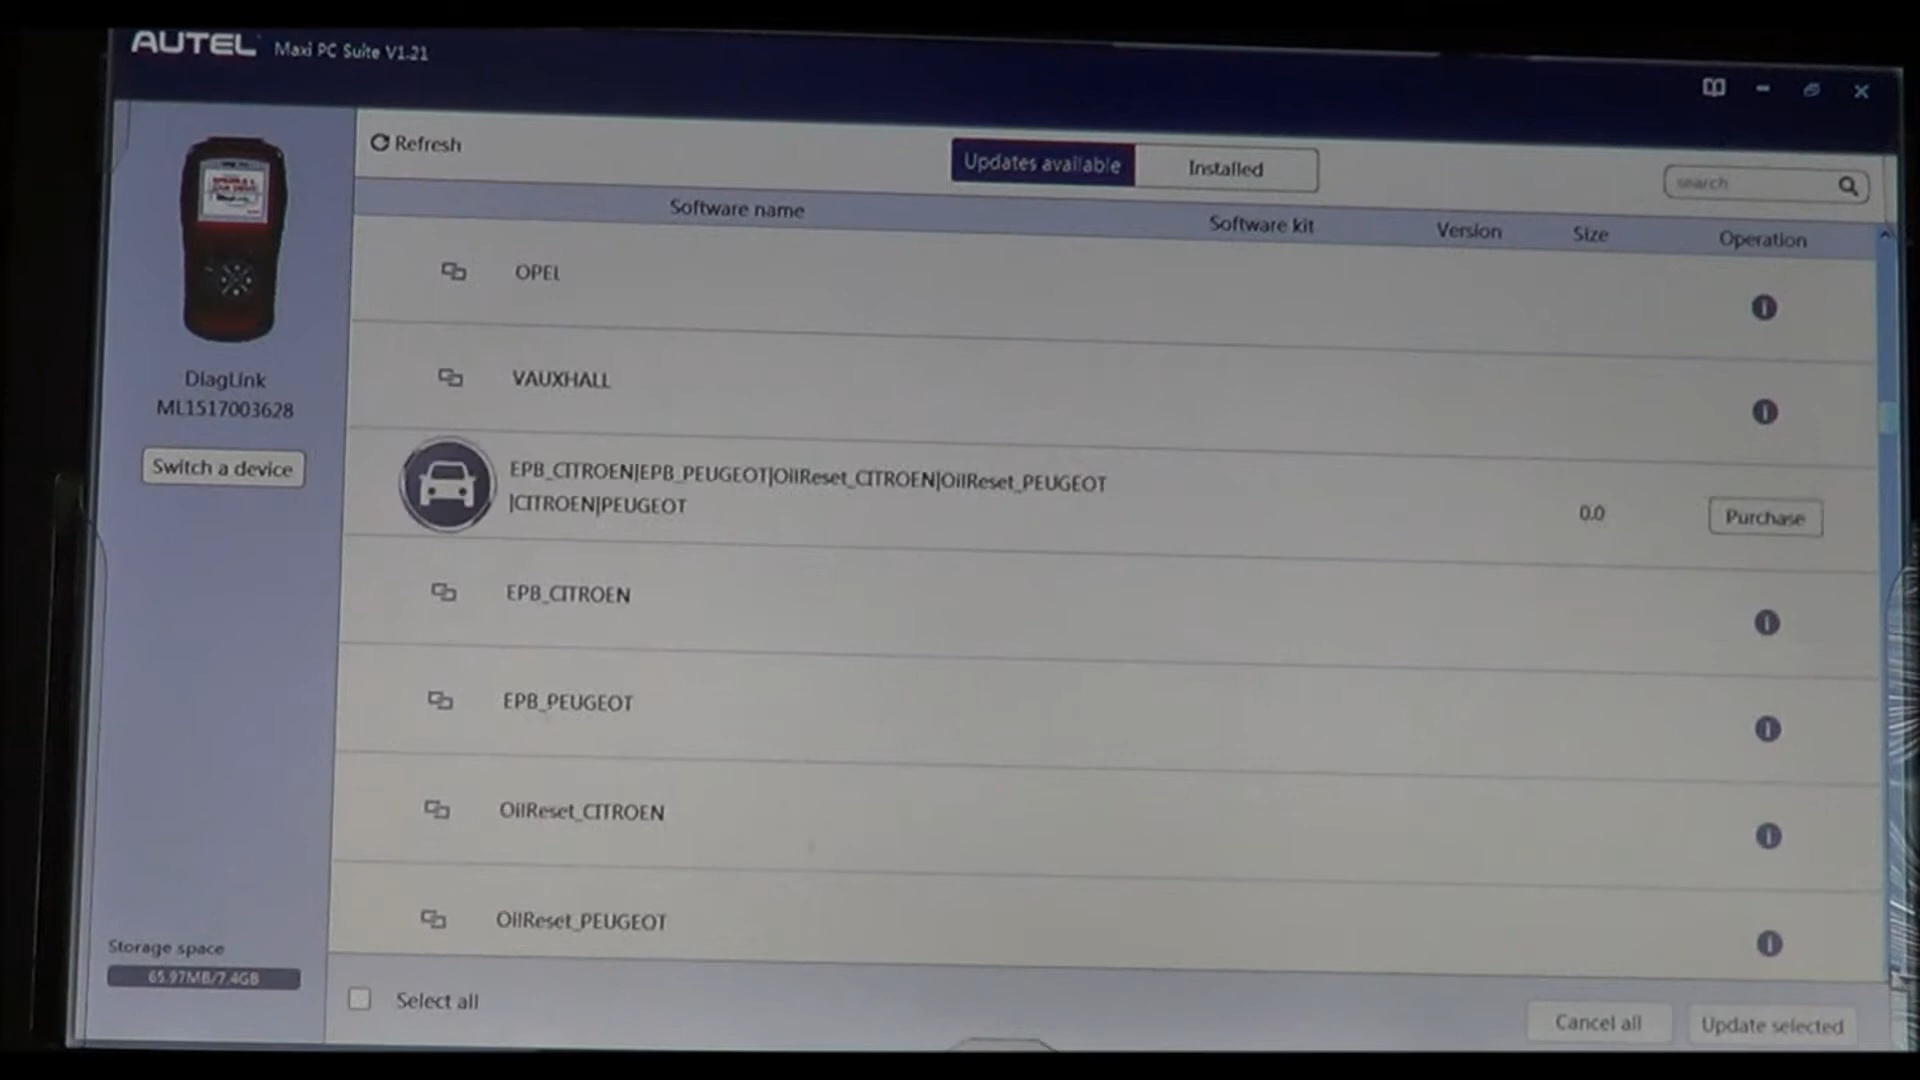 AUTEL Maxi PC Suite V1.21
Refresh
Updates available
Installed
search
Software name
Software kit
Version
Size
Operation
OPEL
VAUXHALL
EPB_CITROEN|EPB_PEUGEOT|OilReset_CITROEN|OilReset_PEUGEOT
|CITROEN|PEUGEOT
0.0
Purchase
EPB_CITROEN
EPB_PEUGEOT
OilReset_CITROEN
OilReset_PEUGEOT
DiagLink
ML1517003628
Switch a device
Storage space
65.97MB/7.4GB
Select all
Cancel all
Update selected